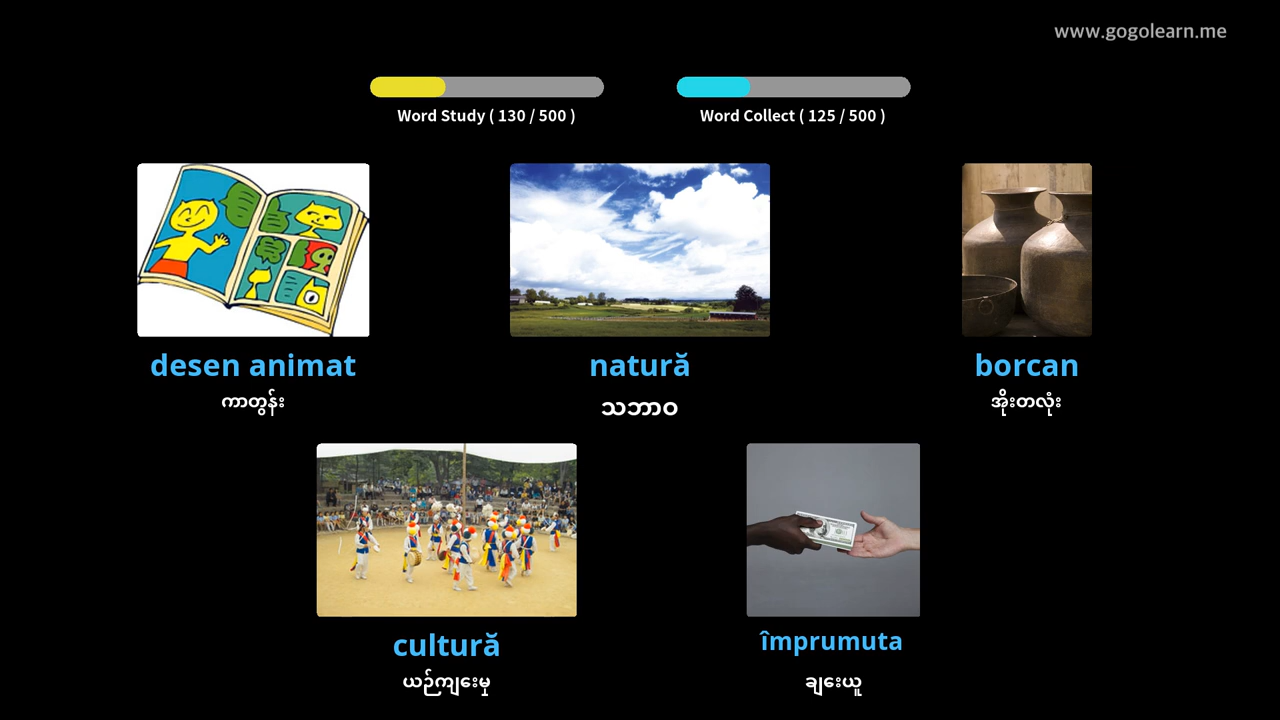 www.gogolearn.me
Word Study ( 130 / 500 )
Word Collect ( 125 / 500 )
desen animat
ကာတွန်း
natură
သဘာဝ
borcan
အိုးတလုံး
cultură
ယဉ်ကျေးမှု
împrumuta
ချေးယူ